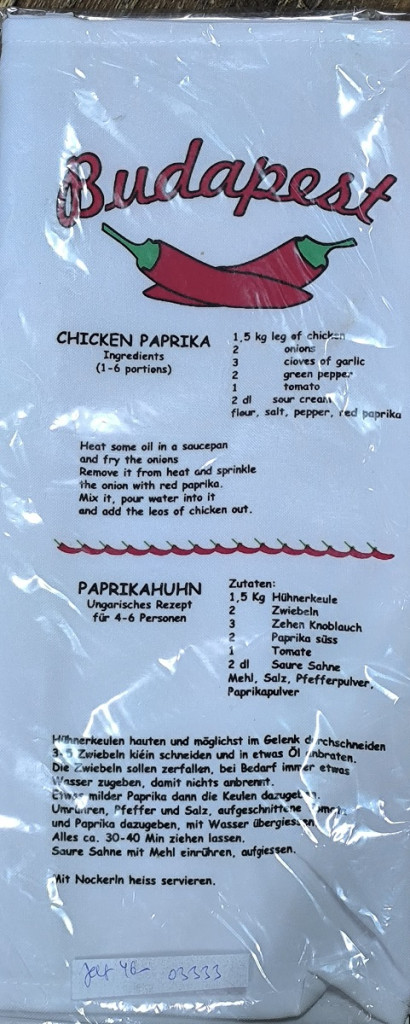 Budapest
CHICKEN PAPRIKA
Ingredients
(1-6 portions)
1,5 kg leg of chicken
2 onions
3 cioves of garlic
2 green pepper
1 tomato
2 dl sour cream
flour, salt, pepper, red paprika
Heat some oil in a saucepan
and fry the onions
Remove it from heat and sprinkle
the onion with red paprika.
Mix it, pour water into it
and add the leos of chicken out.
PAPRIKAHUHN
Ungarisches Rezept
für 4-6 Personen
Zutaten:
1,5 Kg Hühnerkeule
2 Zwiebeln
3 Zehen Knoblauch
2 Paprika süss
1 Tomate
2 dl Saure Sahne
Mehl, Salz, Pfefferpulver,
Paprikapulver
Hühnerkeulen hauten und möglichst im Gelenk durchschneiden
3-5 Zwiebeln kléin schneiden und in etwas Öl anbraten.
Die Zwiebeln sollen zerfallen, bei Bedarf immer etwas
Wasser zugeben, damit nichts anbrennt.
Etwas milder Paprika dann die Keulen dazugeben.
Umrühren, Pfeffer und Salz, aufgeschnittene
und Paprika dazugeben, mit Wasser übergiessen.
Alles ca. 30-40 Min ziehen lassen.
Saure Sahne mit Mehl einrühren, aufgiessen.
Mit Nockerln heiss servieren.
03333